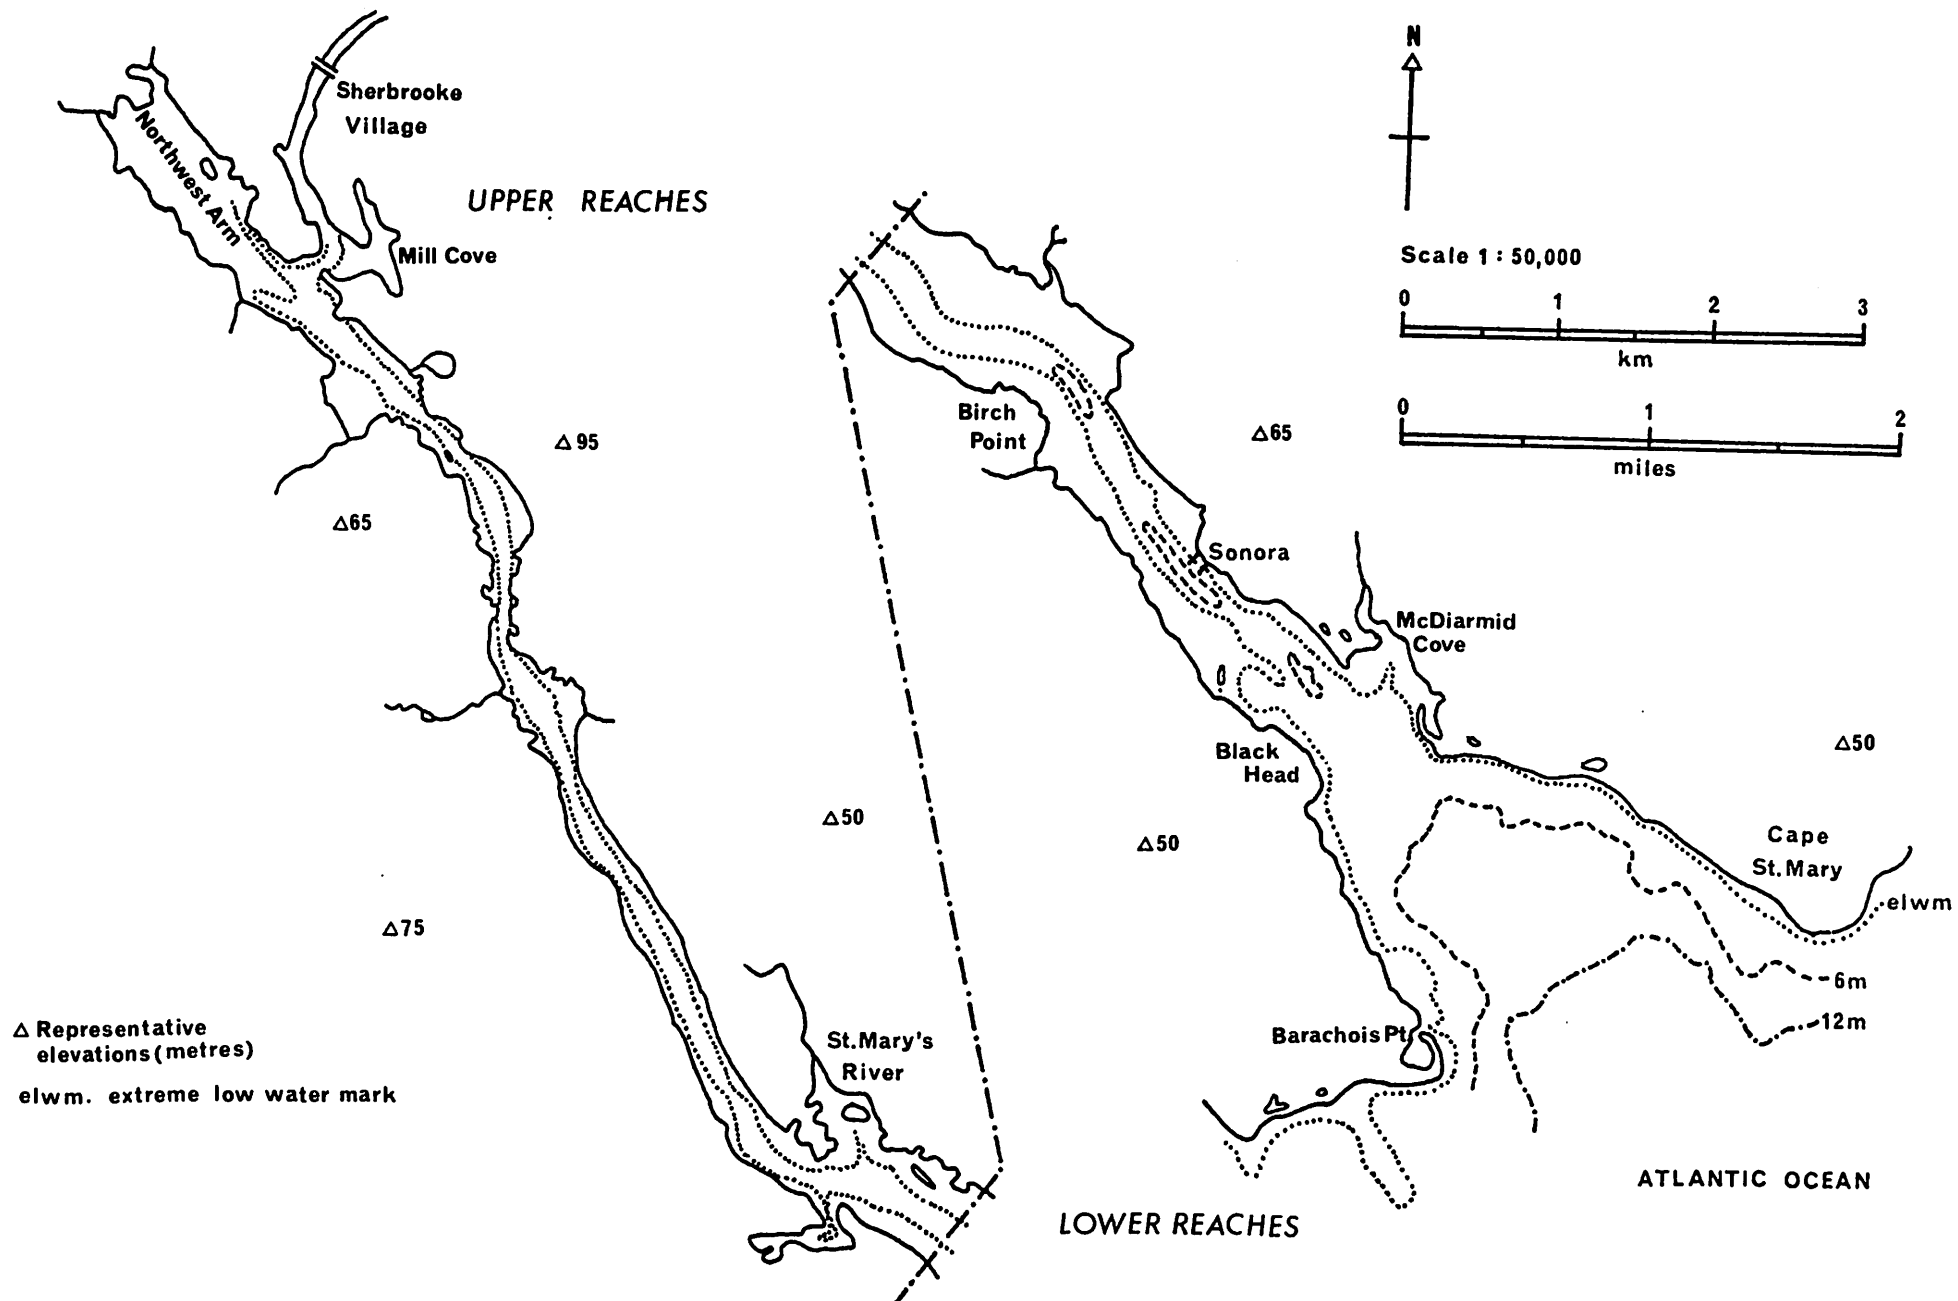 Sherbrooke
Village
Northwest Arm
UPPER REACHES
Mill Cove
N
Scale 1 : 50,000
0 1 2 3
km
0 1 2
miles
Birch
Point
△95
△65
△65
Sonora
McDiarmid
Cove
Black
Head
△50
△50
△50
Cape
St. Mary
elwm
6m
12m
△75
△ Representative
elevations (metres)
elwm. extreme low water mark
St. Mary's
River
Barachois Pt.
ATLANTIC OCEAN
LOWER REACHES